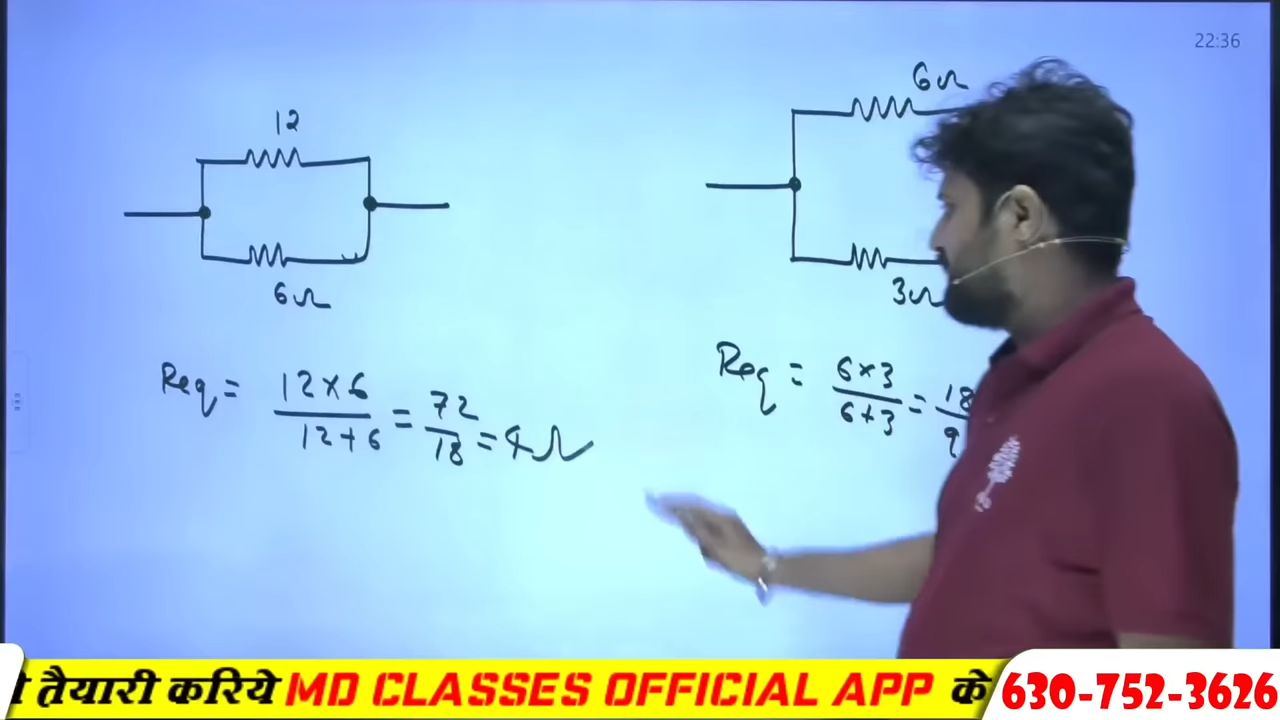 22:36
12
6Ω
Req = 12×6 / 12+6 = 72 / 18 = 4Ω
6Ω
3Ω
Req = 6×3 / 6+3 = 18 / 9
तैयारी करिये MD CLASSES OFFICIAL APP के
630-752-3626